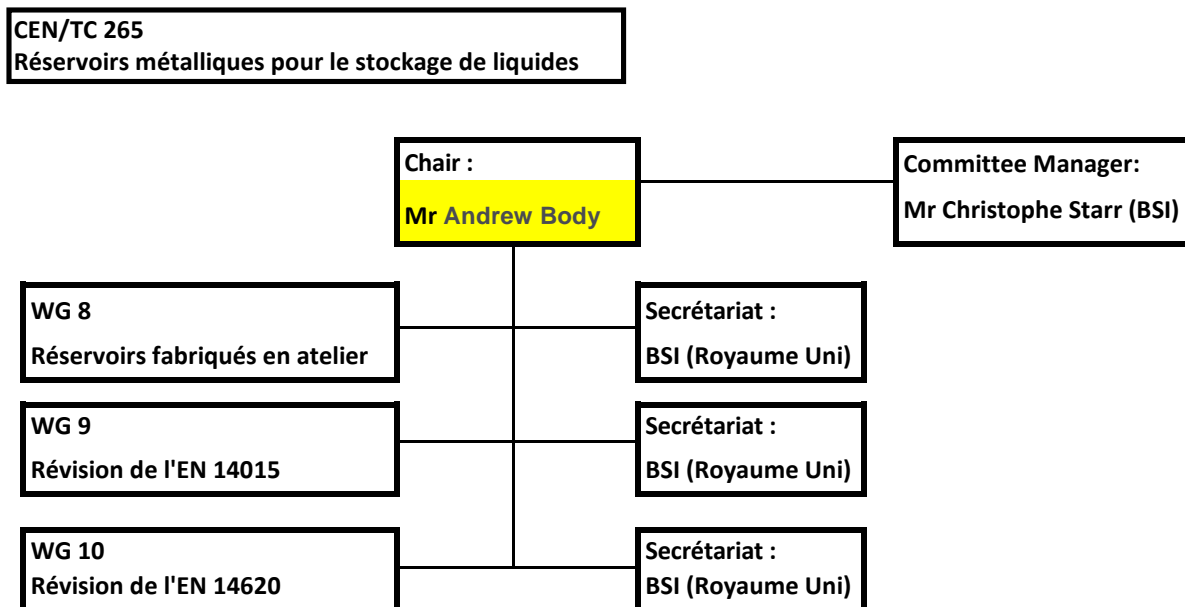 CEN/TC 265
Réservoirs métalliques pour le stockage de liquides
Chair :
Mr Andrew Body
Committee Manager:
Mr Christophe Starr (BSI)
WG 8
Réservoirs fabriqués en atelier
Secrétariat :
BSI (Royaume Uni)
WG 9
Révision de l'EN 14015
Secrétariat :
BSI (Royaume Uni)
WG 10
Révision de l'EN 14620
Secrétariat :
BSI (Royaume Uni)